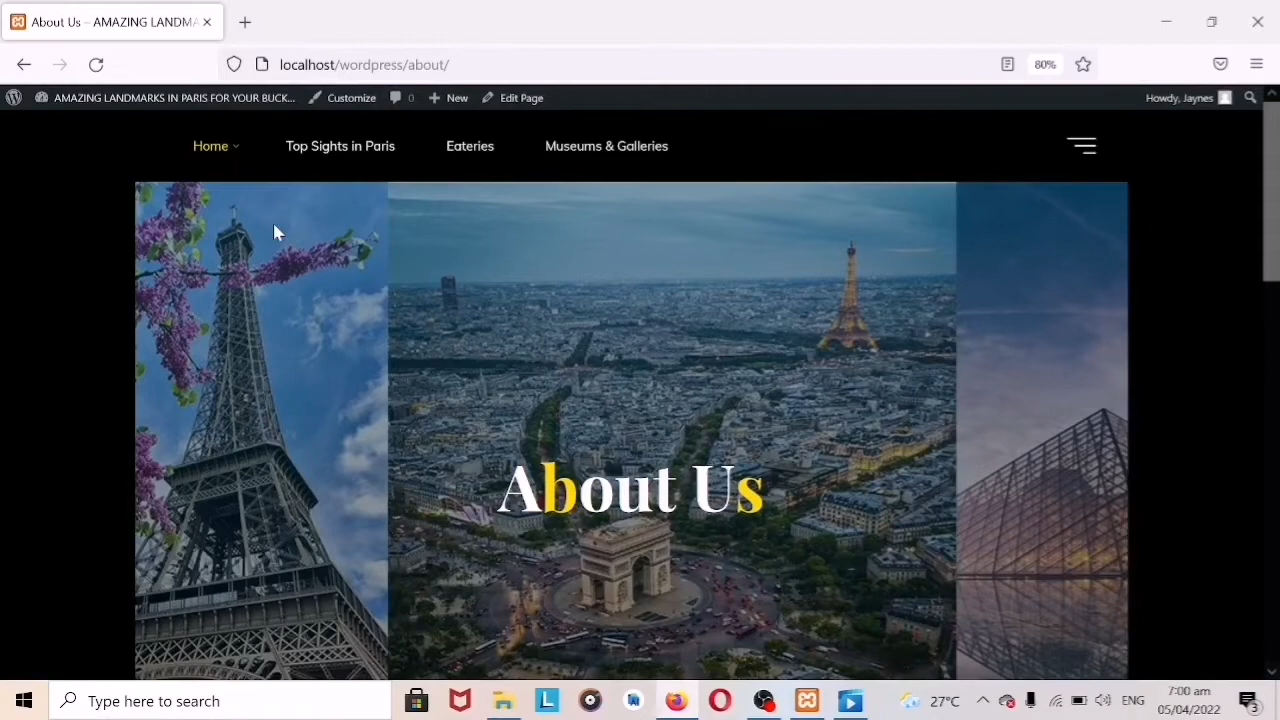 About Us – AMAZING LANDMA
localhost/wordpress/about/
80%
AMAZING LANDMARKS IN PARIS FOR YOUR BUCK...
Customize
0
New
Edit Page
Howdy, Jaynes
Home
Top Sights in Paris
Eateries
Museums & Galleries
About Us
Type here to search
27°C
ENG
7:00 am
05/04/2022
3